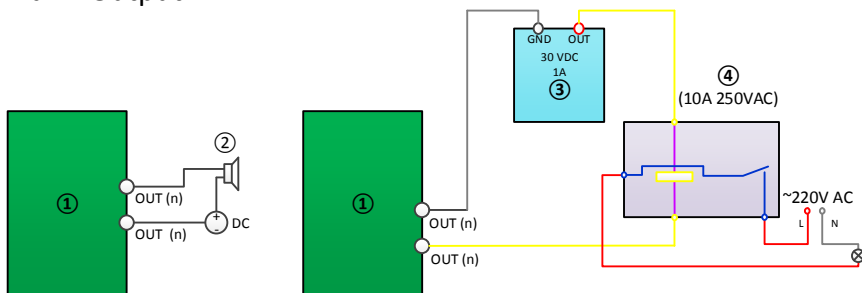 ①
②
OUT (n)
OUT (n)
+
-
DC
①
OUT (n)
OUT (n)
GND OUT
30 VDC
1A
③
④
(10A 250VAC)
~220V AC
L N